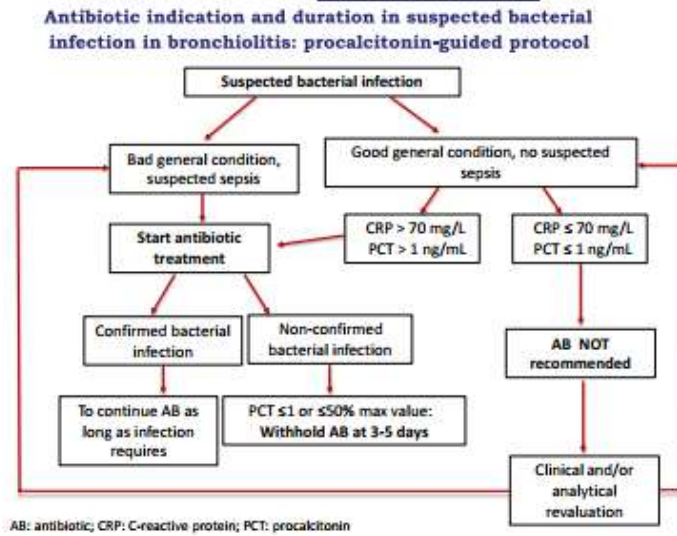 Antibiotic indication and duration in suspected bacterial
infection in bronchiolitis: procalcitonin-guided protocol
Suspected bacterial infection
Bad general condition,
suspected sepsis
Good general condition, no suspected
sepsis
Start antibiotic
treatment
CRP > 70 mg/L
PCT > 1 ng/mL
CRP ≤ 70 mg/L
PCT ≤ 1 ng/mL
Confirmed bacterial
infection
Non-confirmed
bacterial infection
AB NOT
recommended
To continue AB as
long as infection
requires
PCT ≤1 or ≤50% max value:
Withhold AB at 3-5 days
Clinical and/or
analytical
revaluation
AB: antibiotic; CRP: C-reactive protein; PCT: procalcitonin